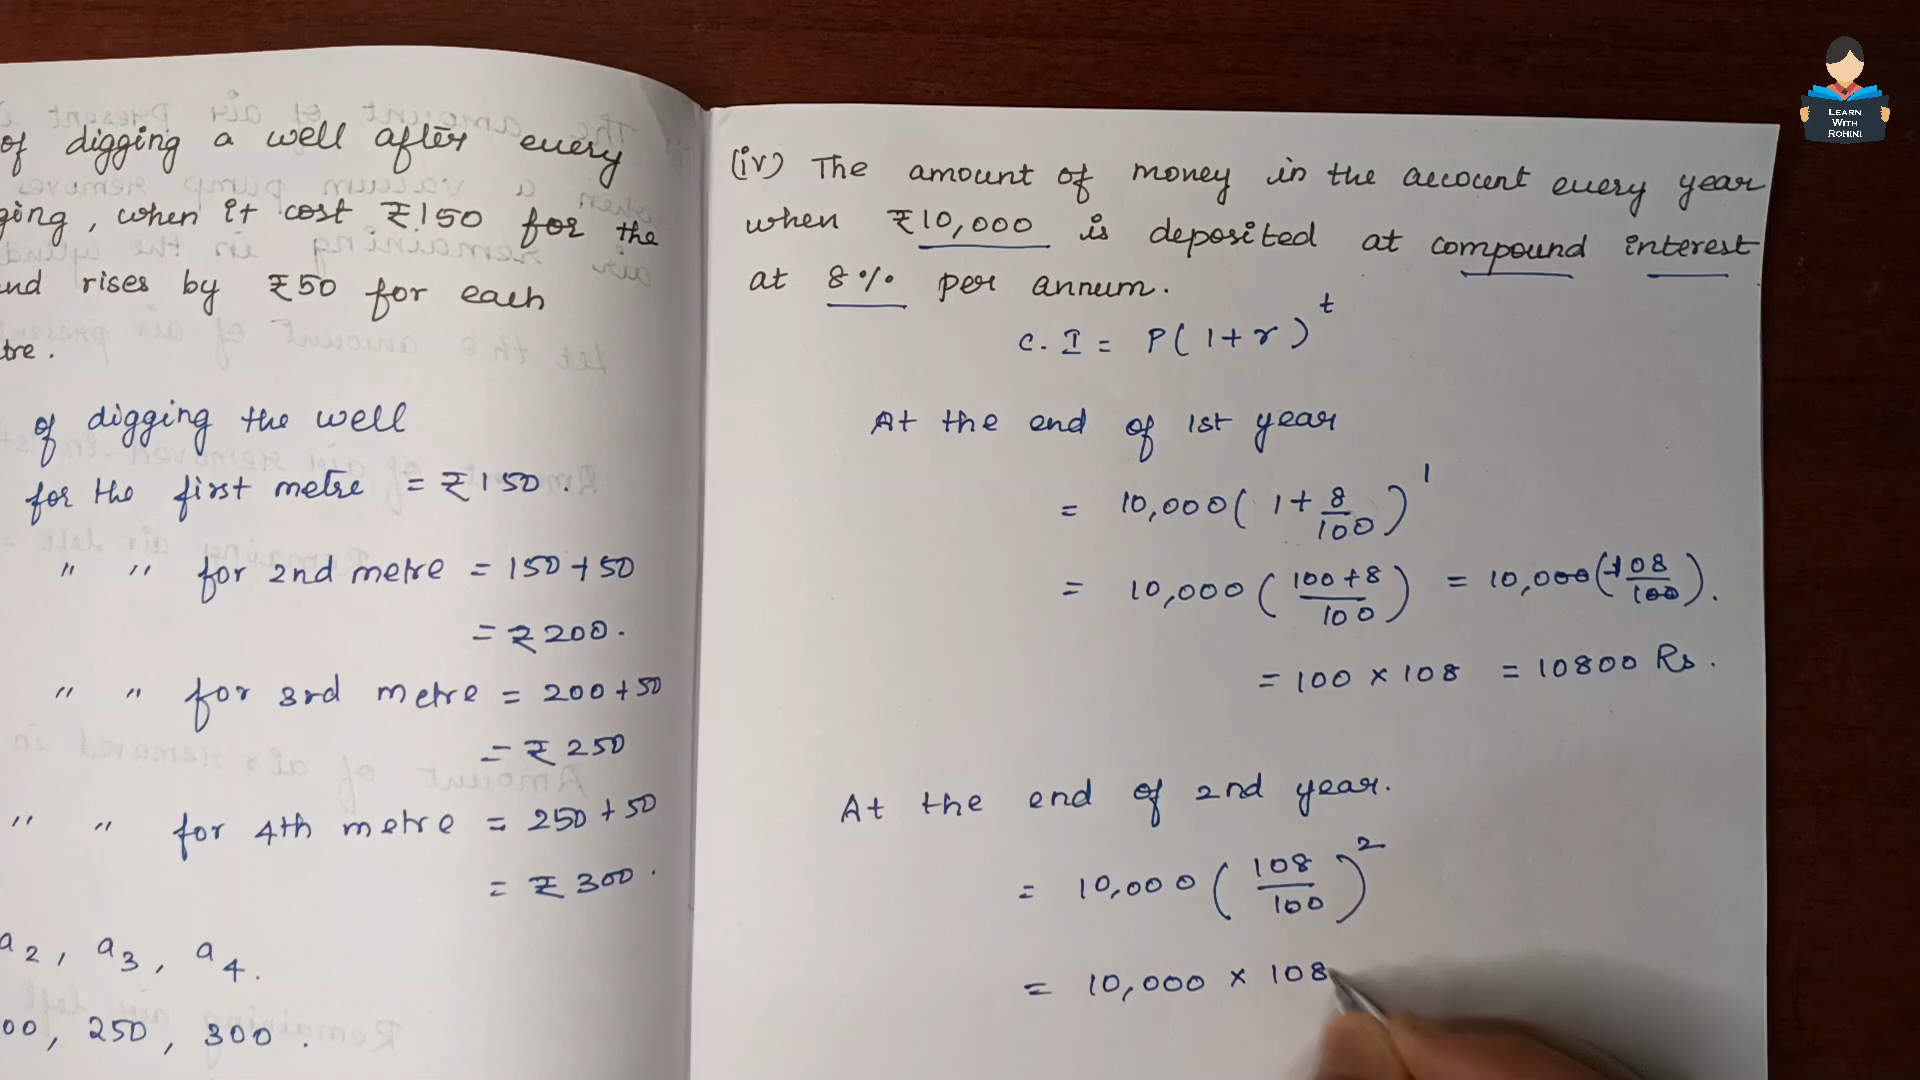 of digging a well after every
ging, when it cost ₹150 for the
nd rises by ₹50 for each
tre.
of digging the well
for the first metre = ₹150.
" " for 2nd metre = 150+50
= ₹200.
" " for 3rd metre = 200+50
= ₹250
" " for 4th metre = 250+50
= ₹300.
a2, a3, a4.
00, 250, 300.
(iv) The amount of money in the account every year
when ₹10,000 is deposited at compound interest
at 8% per annum.
C.I = P(1+r)^t
At the end of 1st year
= 10,000(1+8/100)^1
= 10,000(100+8/100) = 10,000(108/100).
= 100 × 108 = 10800 Rs.
At the end of 2nd year.
= 10,000(108/100)^2
= 10,000 × 108
LEARN
WITH
ROHINI